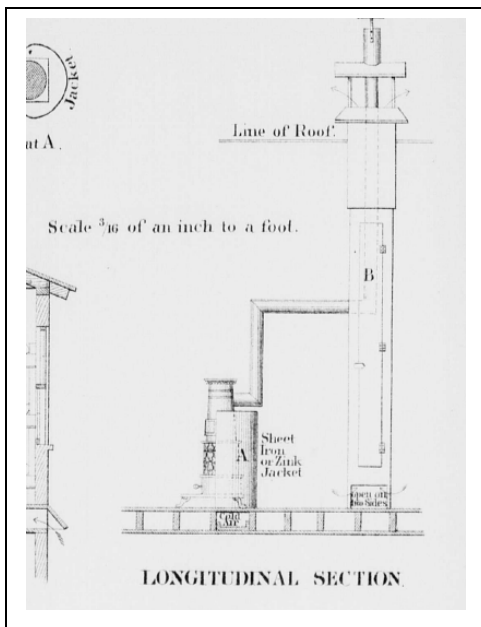 Jacket.
at A.
Line of Roof.
Scale 3/16 of an inch to a foot.
B
A
Sheet
Iron
or Zink
Jacket
open on
Sides
Cold
Air
LONGITUDINAL SECTION.